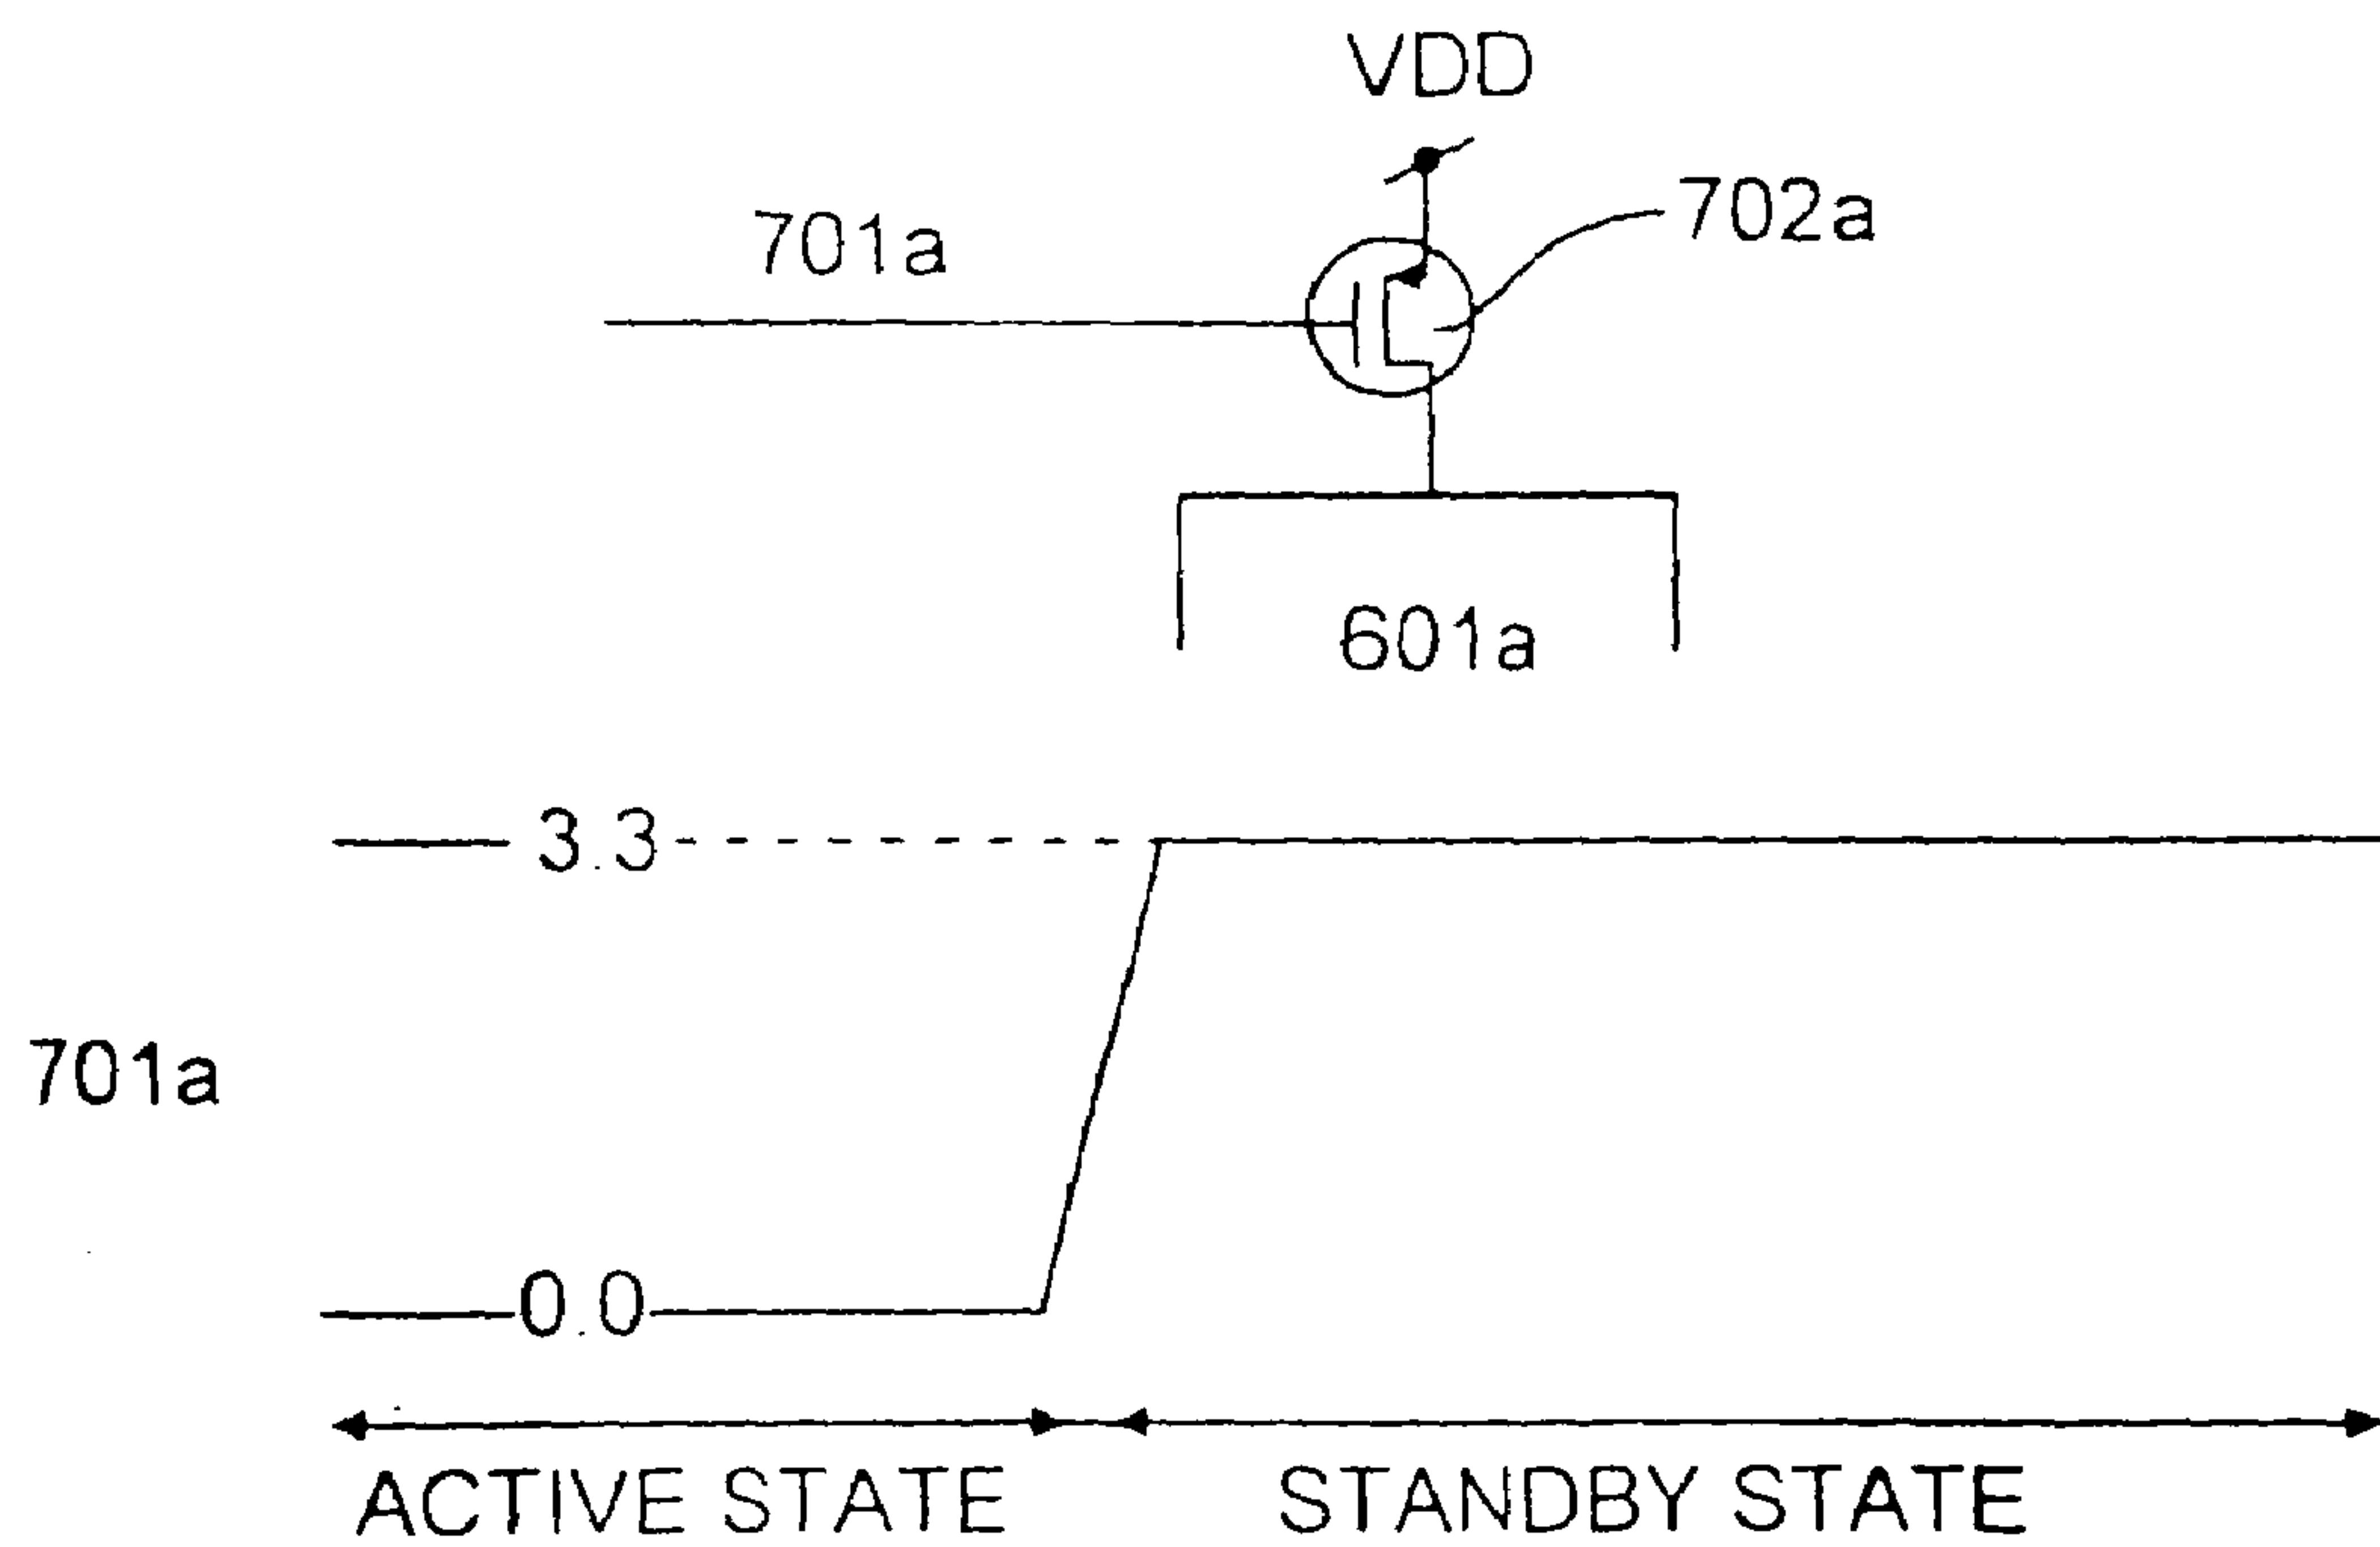 VDD
701a
702a
601a
3.3
701a
0.0
ACTIVE STATE
STANDBY STATE